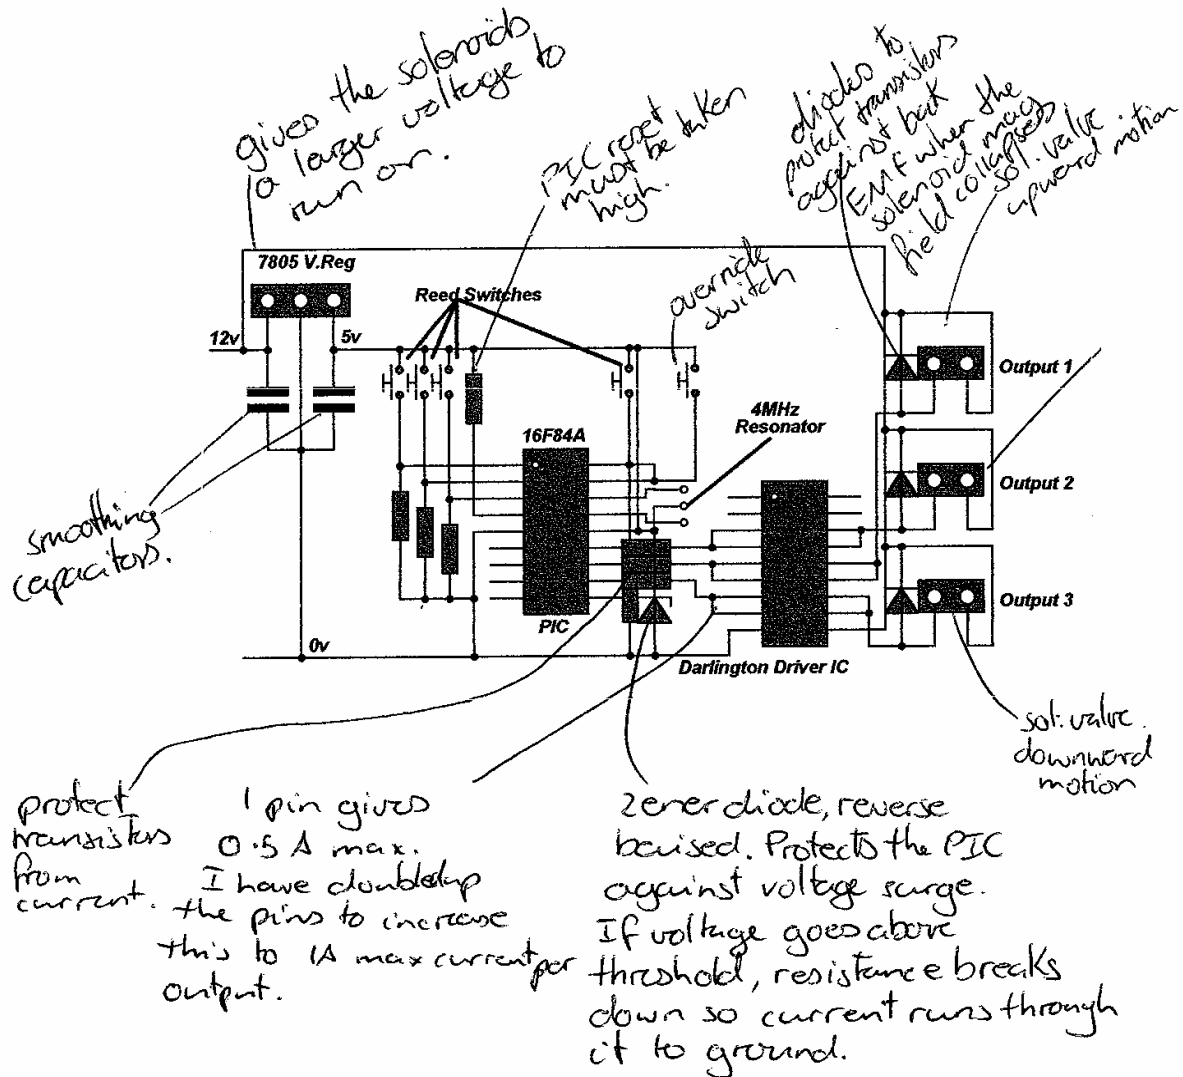 gives the solenoids
a larger voltage to
run on.
PIC reset
must be taken
high.
diodes to
protect transistors
against back
EMF when the
solenoid mag
field collapses
sol. valve.
upward motion
7805 V.Reg
Reed Switches
override
switch
12v
5v
Output 1
4MHz
Resonator
16F84A
Output 2
smoothing
capacitors.
Output 3
PIC
0v
Darlington Driver IC
sol. valve.
downward
motion
protect
transistors
from
current.
1 pin gives
0.5 A max.
I have doubled up
the pins to increase
this to 1A max current per
output.
Zener diode, reverse
baised. Protects the PIC
against voltage surge.
If voltage goes above
threshold, resistance breaks
down so current runs through
it to ground.